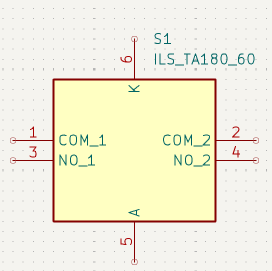 S1
ILS_TA180_60
6
K
1 COM_1 COM_2 2
3 NO_1 NO_2 4
A
5